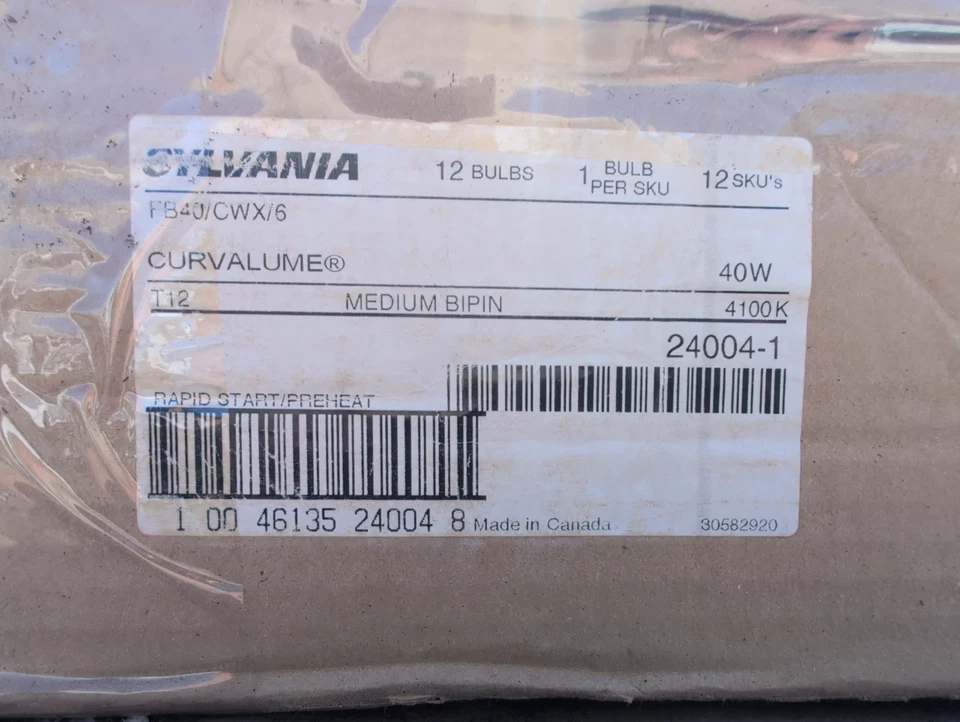 SYLVANIA 12 BULBS 1 BULB PER SKU 12 SKU's
FB40/CWX/6
CURVALUME® 40W
T12 MEDIUM BIPIN 4100K
24004-1
RAPID START/PREHEAT
1 00 46135 24004 8 Made in Canada 30582920